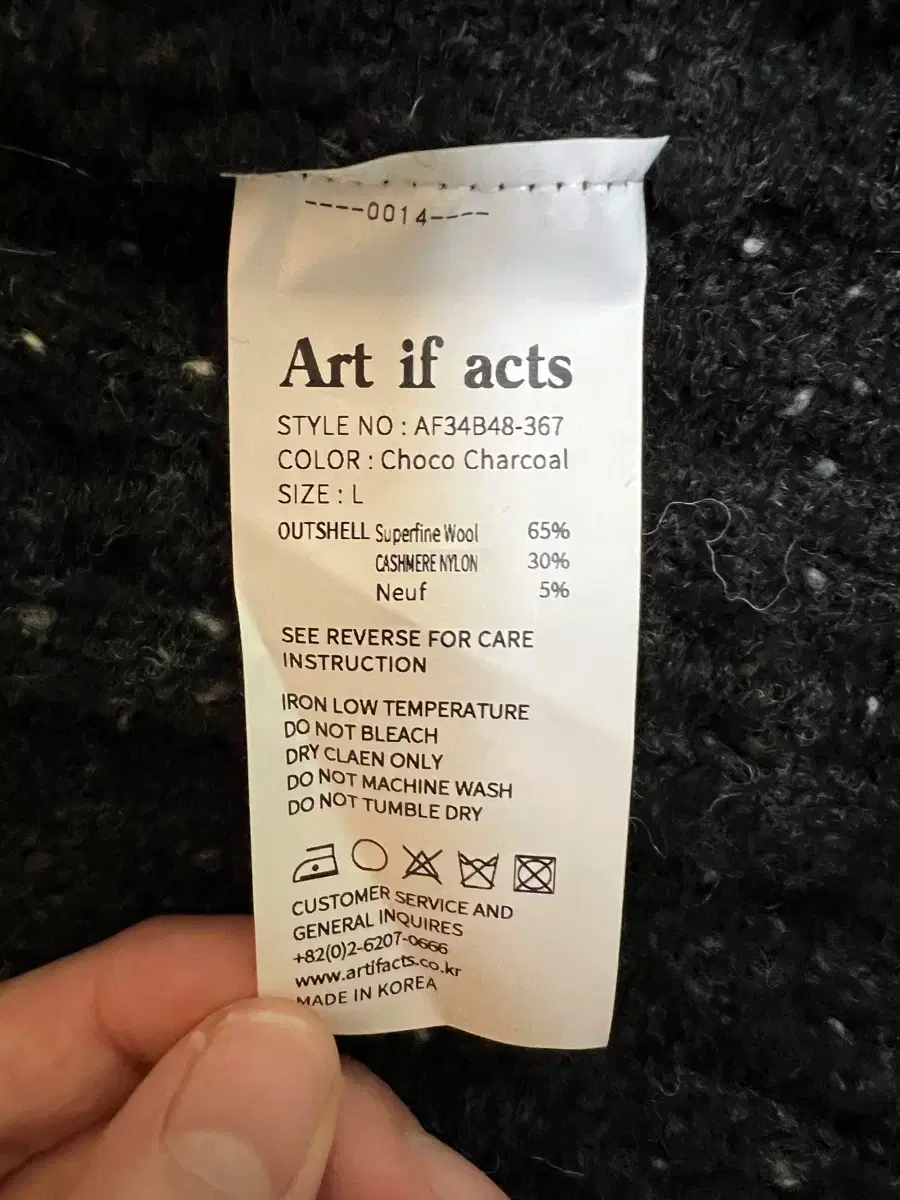 ----0014----
Art if acts
STYLE NO : AF34B48-367
COLOR : Choco Charcoal
SIZE : L
OUTSHELL Superfine Wool 65%
CASHMERE NYLON 30%
Neuf 5%
SEE REVERSE FOR CARE
INSTRUCTION
IRON LOW TEMPERATURE
DO NOT BLEACH
DRY CLAEN ONLY
DO NOT MACHINE WASH
DO NOT TUMBLE DRY
CUSTOMER SERVICE AND
GENERAL INQUIRES
+82(0)2-6207-0666
www.artifacts.co.kr
MADE IN KOREA